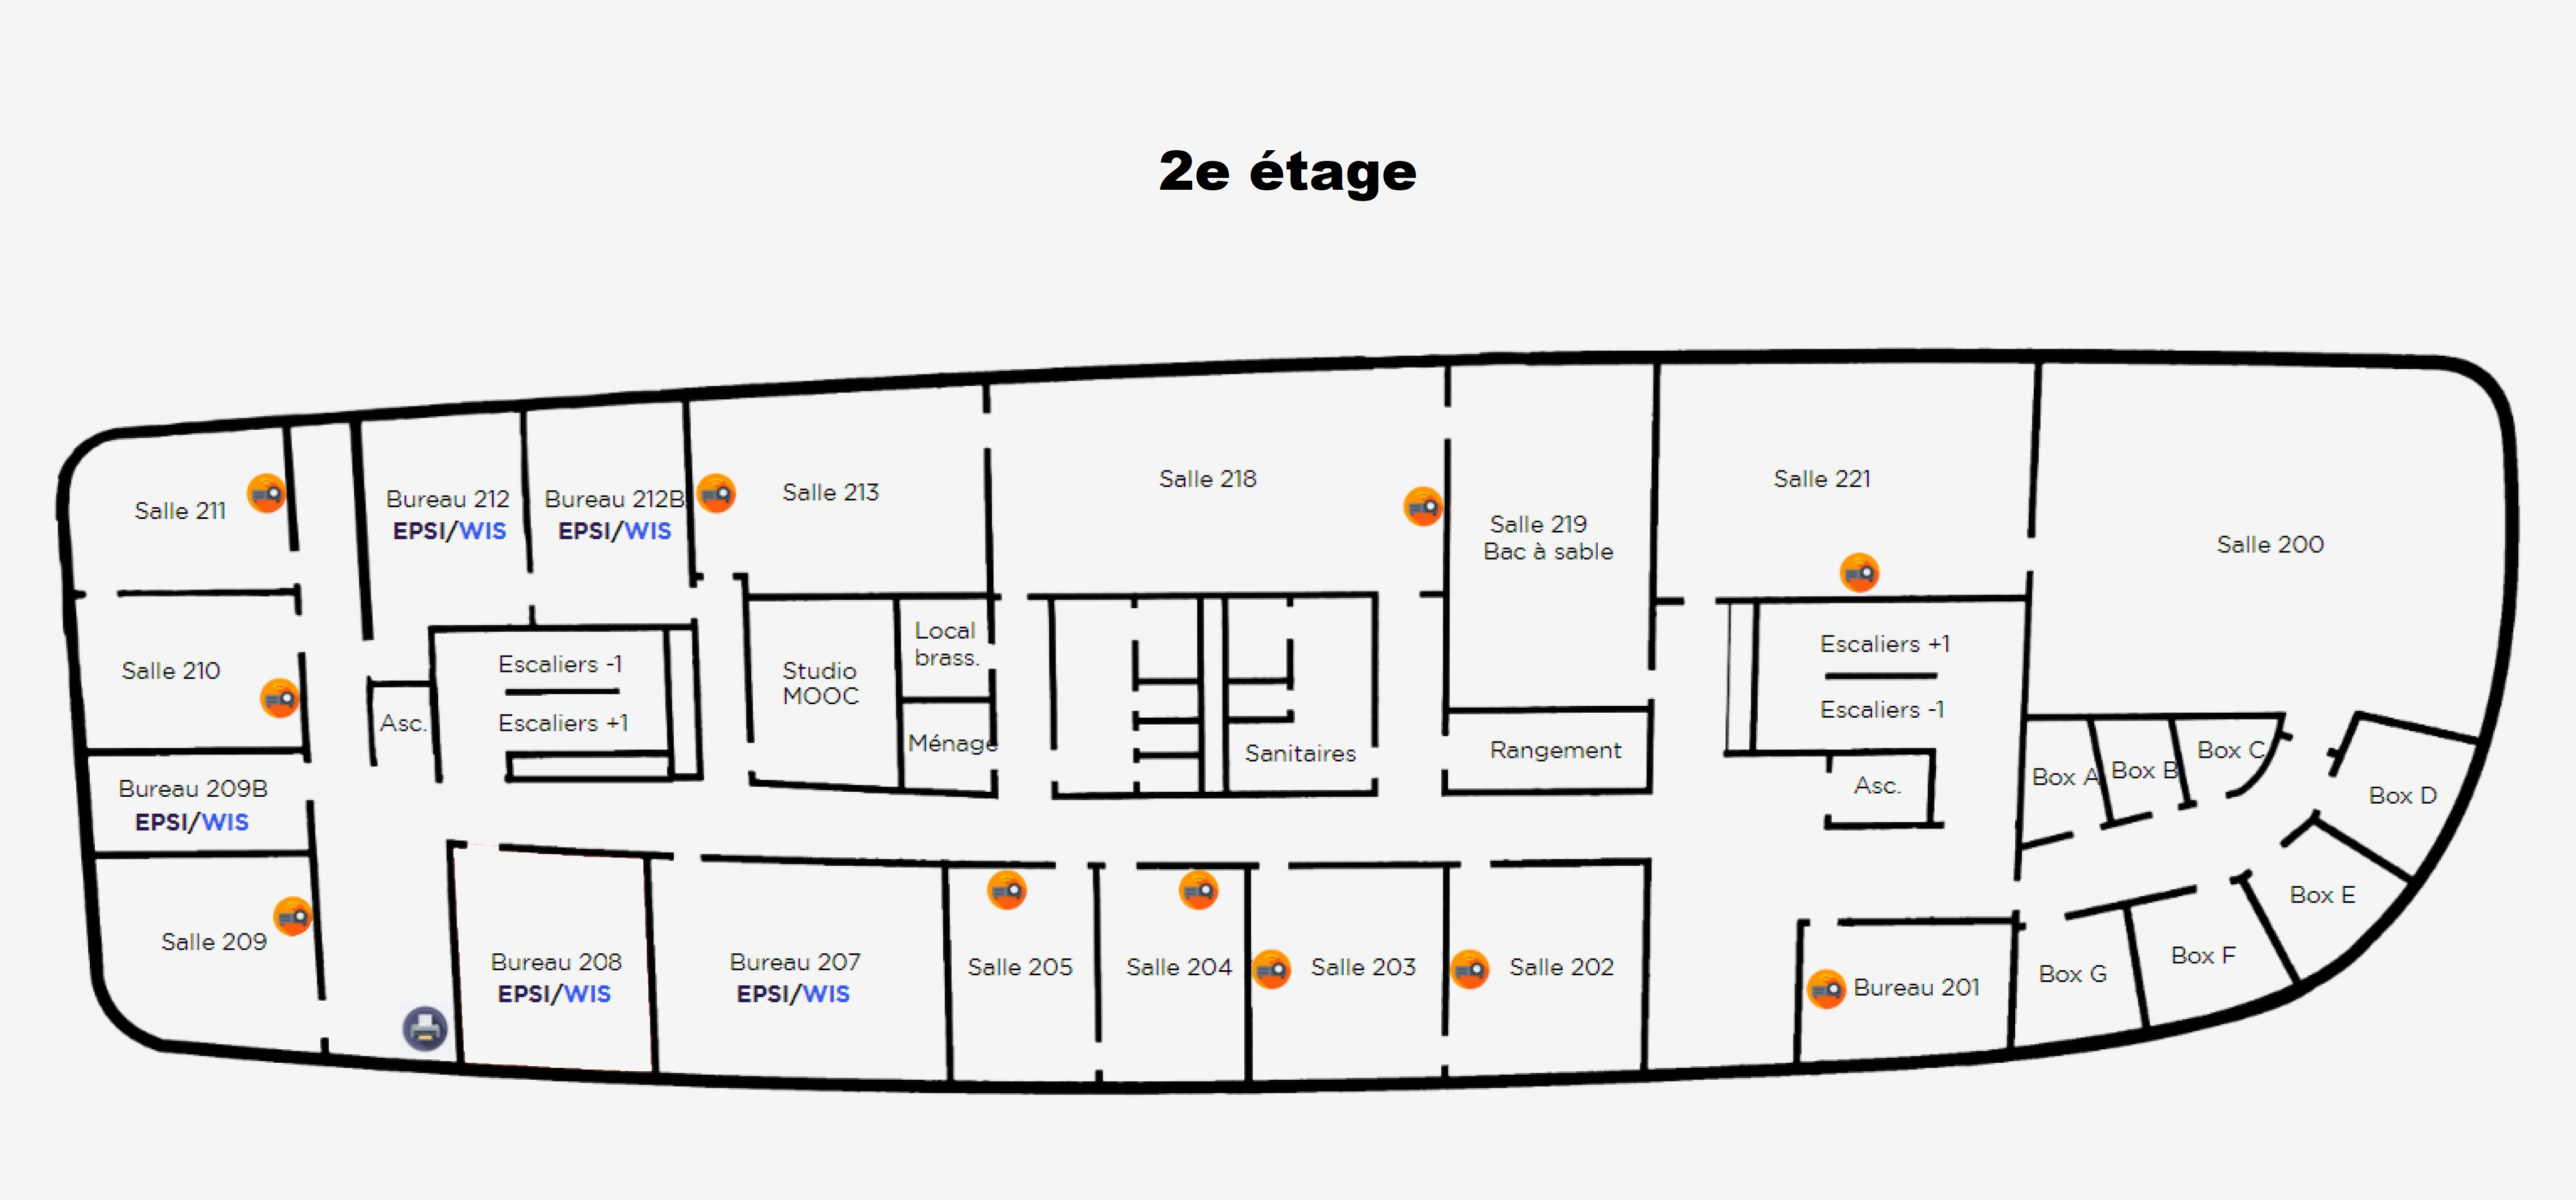 2e étage
Salle 211
Bureau 212
EPSI/WIS
Bureau 212B
EPSI/WIS
Salle 213
Salle 218
Salle 219
Bac à sable
Salle 221
Salle 200
Salle 210
Asc.
Escaliers -1
Escaliers +1
Studio
MOOC
Local
brass.
Ménage
Sanitaires
Rangement
Escaliers +1
Escaliers -1
Asc.
Box A
Box B
Box C
Box D
Box E
Box F
Box G
Bureau 209B
EPSI/WIS
Salle 209
Bureau 208
EPSI/WIS
Bureau 207
EPSI/WIS
Salle 205
Salle 204
Salle 203
Salle 202
Bureau 201